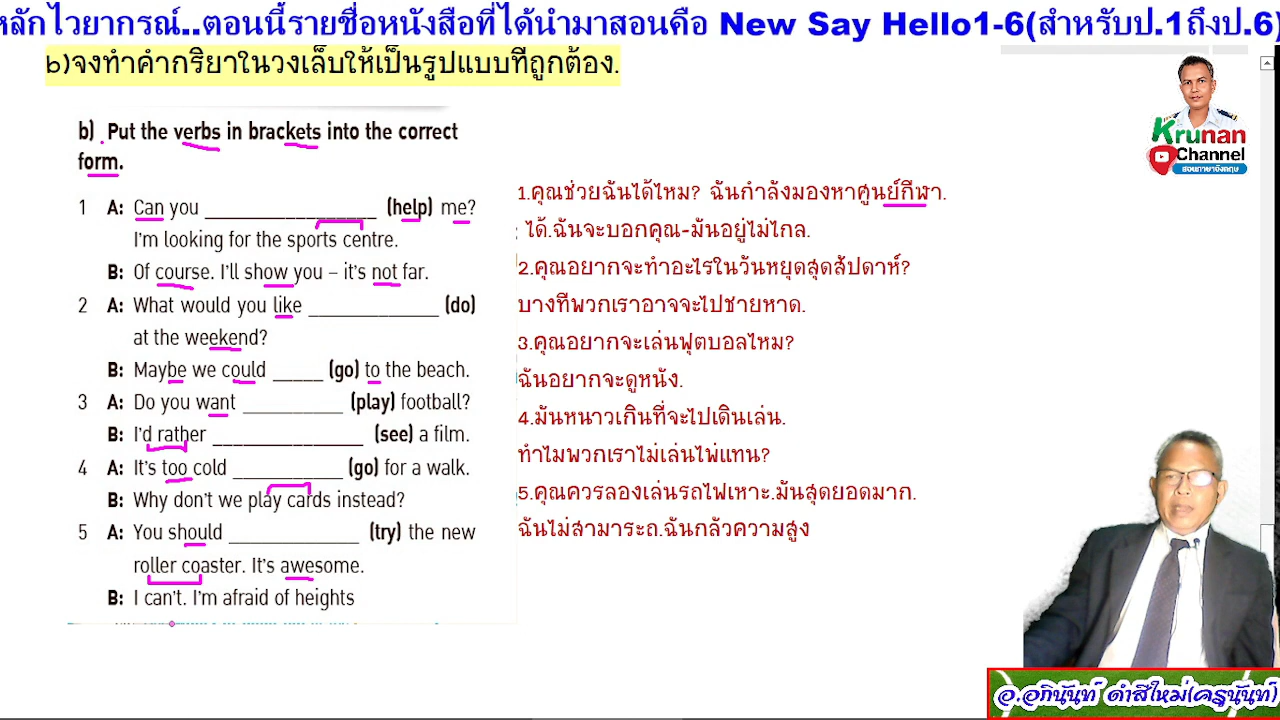 หลักไวยากรณ์..ตอนนี้รายชื่อหนังสือที่ได้นำมาสอนคือ New Say Hello1-6(สำหรับป.1ถึงป.6)
b)จงทำคำกริยาในวงเล็บให้เป็นรูปแบบที่ถูกต้อง.
Krunan
Channel
สอนภาษาอังกฤษ
b) Put the verbs in brackets into the correct
form.
1 A: Can you ________________ (help) me?
I'm looking for the sports centre.
B: Of course. I'll show you – it's not far.
2 A: What would you like ____________ (do)
at the weekend?
B: Maybe we could _____ (go) to the beach.
3 A: Do you want _________ (play) football?
B: I'd rather ______________ (see) a film.
4 A: It's too cold __________ (go) for a walk.
B: Why don't we play cards instead?
5 A: You should ____________ (try) the new
roller coaster. It's awesome.
B: I can't. I'm afraid of heights
1.คุณช่วยฉันได้ไหม? ฉันกำลังมองหาศูนย์กีฬา.
ได้.ฉันจะบอกคุณ-มันอยู่ไม่ไกล.
2.คุณอยากจะทำอะไรในวันหยุดสุดสัปดาห์?
บางทีพวกเราอาจจะไปชายหาด.
3.คุณอยากจะเล่นฟุตบอลไหม?
ฉันอยากจะดูหนัง.
4.มันหนาวเกินที่จะไปเดินเล่น.
ทำไมพวกเราไม่เล่นไพ่แทน?
5.คุณควรลองเล่นรถไฟเหาะ.มันสุดยอดมาก.
ฉันไม่สามาระถ.ฉันกลัวความสูง
อ.อภินันท์ ดำสีใหม่(ครูนันท์)